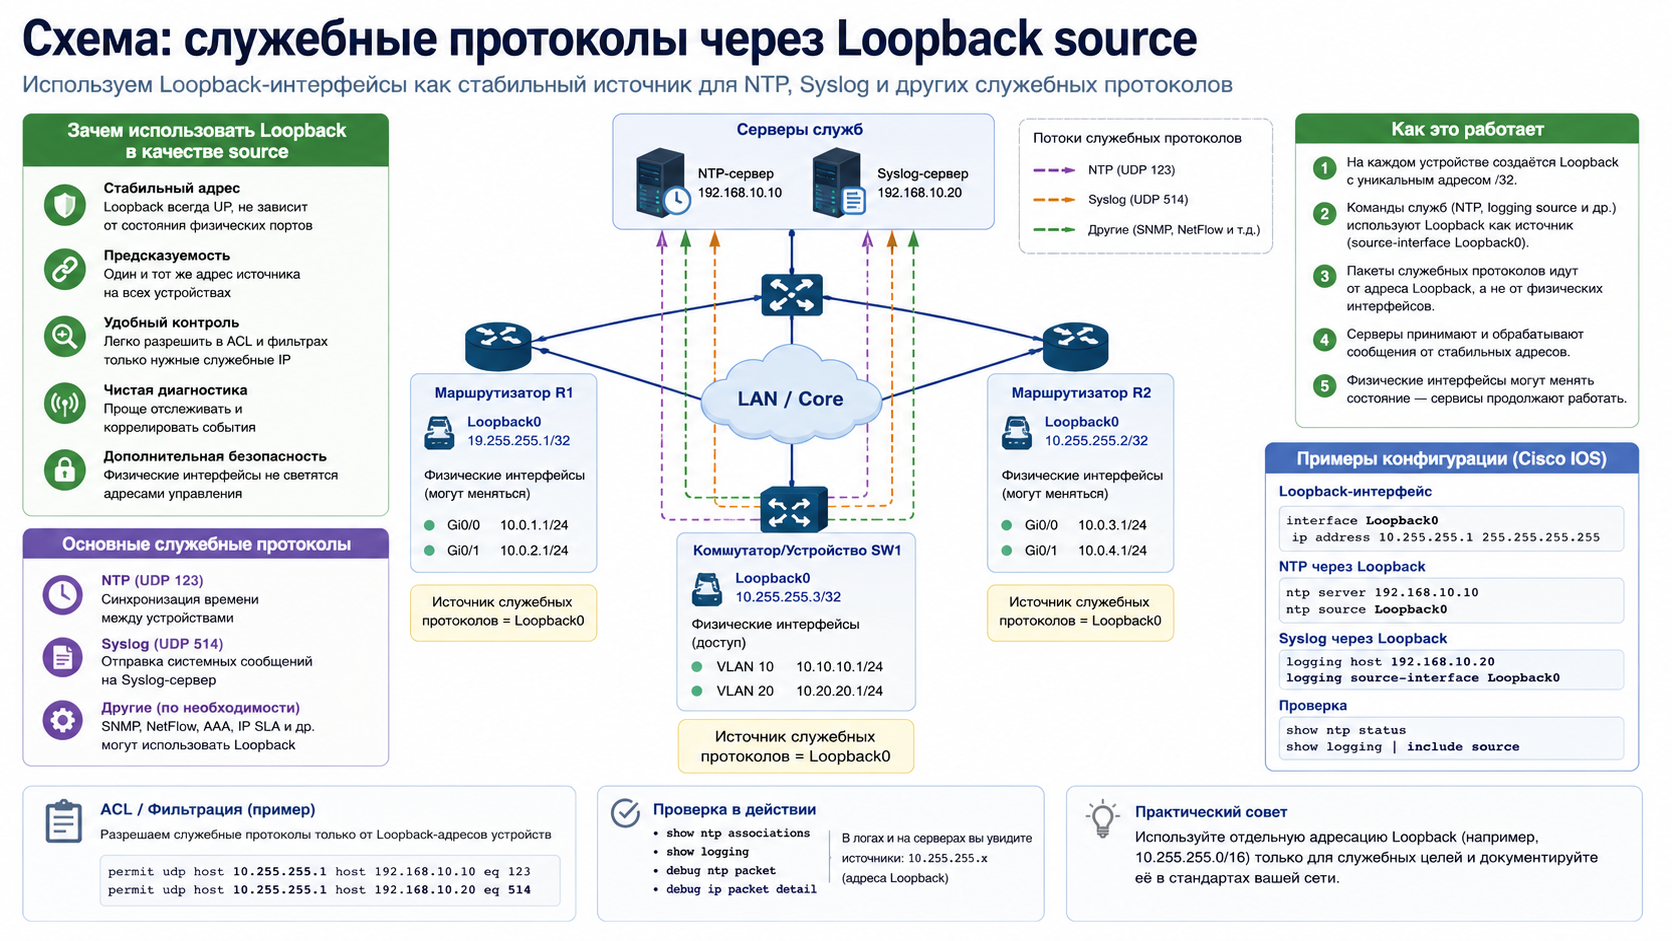 Схема: служебные протоколы через Loopback source
Используем Loopback-интерфейсы как стабильный источник для NTP, Syslog и других служебных протоколов
Зачем использовать Loopback
в качестве source
Стабильный адрес
Loopback всегда UP, не зависит
от состояния физических портов
Предсказуемость
Один и тот же адрес источника
на всех устройствах
Удобный контроль
Легко разрешить в ACL и фильтрах
только нужные служебные IP
Чистая диагностика
Проще отслеживать и
коррелировать события
Дополнительная безопасность
Физические интерфейсы не светятся
адресами управления
Основные служебные протоколы
NTP (UDP 123)
Синхронизация времени
между устройствами
Syslog (UDP 514)
Отправка системных сообщений
на Syslog-сервер
Другие (по необходимости)
SNMP, NetFlow, AAA, IP SLA и др.
могут использовать Loopback
Серверы служб
NTP-сервер
192.168.10.10
Syslog-сервер
192.168.10.20
Потоки служебных протоколов
NTP (UDP 123)
Syslog (UDP 514)
Другие (SNMP, NetFlow и т.д.)
LAN / Core
Маршрутизатор R1
Loopback0
19.255.255.1/32
Физические интерфейсы
(могут меняться)
Gi0/0 10.0.1.1/24
Gi0/1 10.0.2.1/24
Источник служебных
протоколов = Loopback0
Комшутатор/Устройство SW1
Loopback0
10.255.255.3/32
Физические интерфейсы
(доступ)
VLAN 10 10.10.10.1/24
VLAN 20 10.20.20.1/24
Источник служебных
протоколов = Loopback0
Маршрутизатор R2
Loopback0
10.255.255.2/32
Физические интерфейсы
(могут меняться)
Gi0/0 10.0.3.1/24
Gi0/1 10.0.4.1/24
Источник служебных
протоколов = Loopback0
Как это работает
1 На каждом устройстве создаётся Loopback
с уникальным адресом /32.
2 Команды служб (NTP, logging source и др.)
используют Loopback как источник
(source-interface Loopback0).
3 Пакеты служебных протоколов идут
от адреса Loopback, а не от физических
интерфейсов.
4 Серверы принимают и обрабатывают
сообщения от стабильных адресов.
5 Физические интерфейсы могут менять
состояние — сервисы продолжают работать.
Примеры конфигурации (Cisco IOS)
Loopback-интерфейс
interface Loopback0
ip address 10.255.255.1 255.255.255.255
NTP через Loopback
ntp server 192.168.10.10
ntp source Loopback0
Syslog через Loopback
logging host 192.168.10.20
logging source-interface Loopback0
Проверка
show ntp status
show logging | include source
ACL / Фильтрация (пример)
Разрешаем служебные протоколы только от Loopback-адресов устройств
permit udp host 10.255.255.1 host 192.168.10.10 eq 123
permit udp host 10.255.255.1 host 192.168.10.20 eq 514
Проверка в действии
• show ntp associations
• show logging
• debug ntp packet
• debug ip packet detail
В логах и на серверах вы увидите
источники: 10.255.255.x
(адреса Loopback)
Практический совет
Используйте отдельную адресацию Loopback (например,
10.255.255.0/16) только для служебных целей и документируйте
её в стандартах вашей сети.